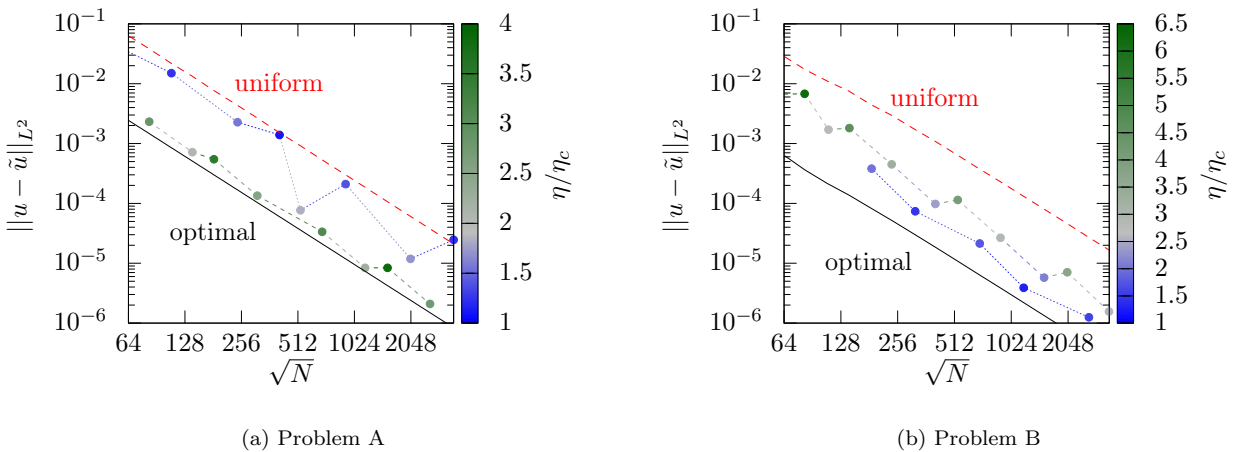 10⁻¹
10⁻²
10⁻³
10⁻⁴
10⁻⁵
10⁻⁶
||u − ũ||_{L²}
64 128 256 512 1024 2048
√N
uniform
optimal
4
3.5
3
2.5
2
1.5
1
η/η_c
(a) Problem A
10⁻¹
10⁻²
10⁻³
10⁻⁴
10⁻⁵
10⁻⁶
||u − ũ||_{L²}
64 128 256 512 1024 2048
√N
uniform
optimal
6.5
6
5.5
5
4.5
4
3.5
3
2.5
2
1.5
1
η/η_c
(b) Problem B